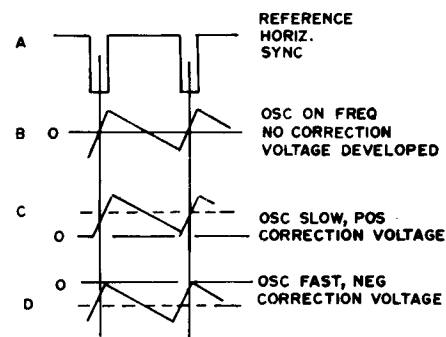 A
REFERENCE
HORIZ.
SYNC
B O
OSC ON FREQ
NO CORRECTION
VOLTAGE DEVELOPED
C
O
OSC SLOW, POS
CORRECTION VOLTAGE
O
D
OSC FAST, NEG
CORRECTION VOLTAGE